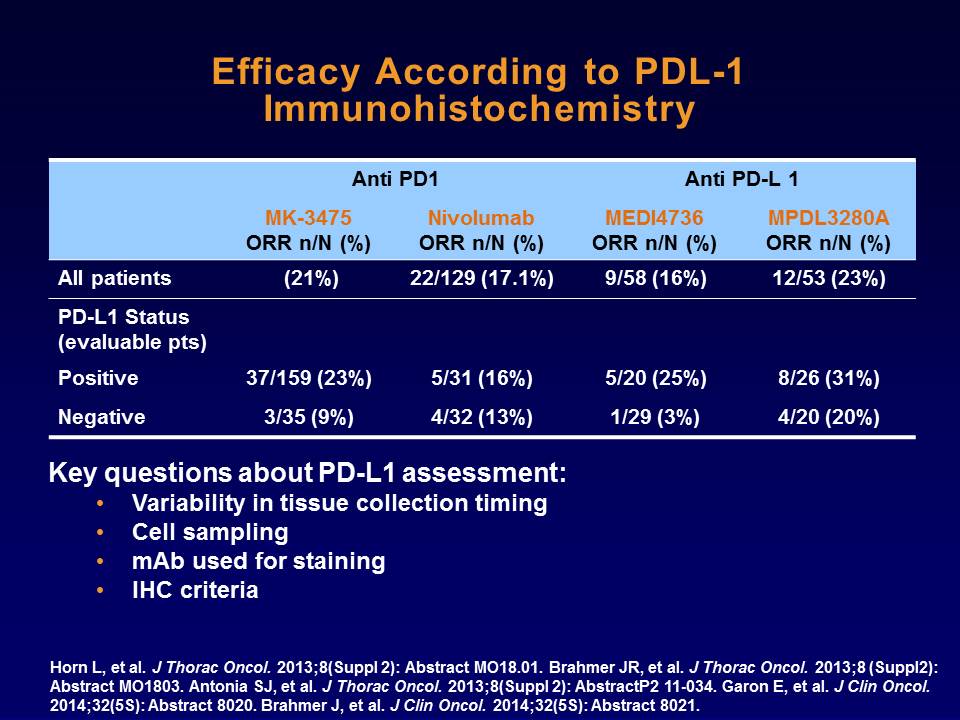 Efficacy According to PDL-1
Immunohistochemistry
Anti PD1 Anti PD-L 1
MK-3475 Nivolumab MEDI4736 MPDL3280A
ORR n/N (%) ORR n/N (%) ORR n/N (%) ORR n/N (%)
All patients (21%) 22/129 (17.1%) 9/58 (16%) 12/53 (23%)
PD-L1 Status
(evaluable pts)
Positive 37/159 (23%) 5/31 (16%) 5/20 (25%) 8/26 (31%)
Negative 3/35 (9%) 4/32 (13%) 1/29 (3%) 4/20 (20%)
Key questions about PD-L1 assessment:
• Variability in tissue collection timing
• Cell sampling
• mAb used for staining
• IHC criteria
Horn L, et al. J Thorac Oncol. 2013;8(Suppl 2): Abstract MO18.01. Brahmer JR, et al. J Thorac Oncol. 2013;8 (Suppl2):
Abstract MO1803. Antonia SJ, et al. J Thorac Oncol. 2013;8(Suppl 2): AbstractP2 11-034. Garon E, et al. J Clin Oncol.
2014;32(5S): Abstract 8020. Brahmer J, et al. J Clin Oncol. 2014;32(5S): Abstract 8021.